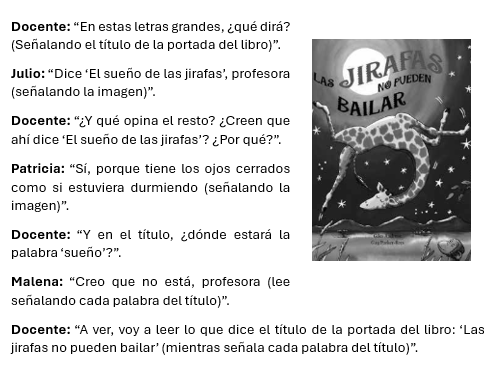 Docente: “En estas letras grandes, ¿qué dirá?
(Señalando el título de la portada del libro)”.
Julio: “Dice ‘El sueño de las jirafas’, profesora
(señalando la imagen)”.
Docente: “¿Y qué opina el resto? ¿Creen que
ahí dice ‘El sueño de las jirafas’? ¿Por qué?”.
Patricia: “Sí, porque tiene los ojos cerrados
como si estuviera durmiendo (señalando la
imagen)”.
Docente: “Y en el título, ¿dónde estará la
palabra ‘sueño’?”.
Malena: “Creo que no está, profesora (lee
señalando cada palabra del título)”.
Docente: “A ver, voy a leer lo que dice el título de la portada del libro: ‘Las
jirafas no pueden bailar’ (mientras señala cada palabra del título)”.
LAS JIRAFAS
NO PUEDEN
BAILAR